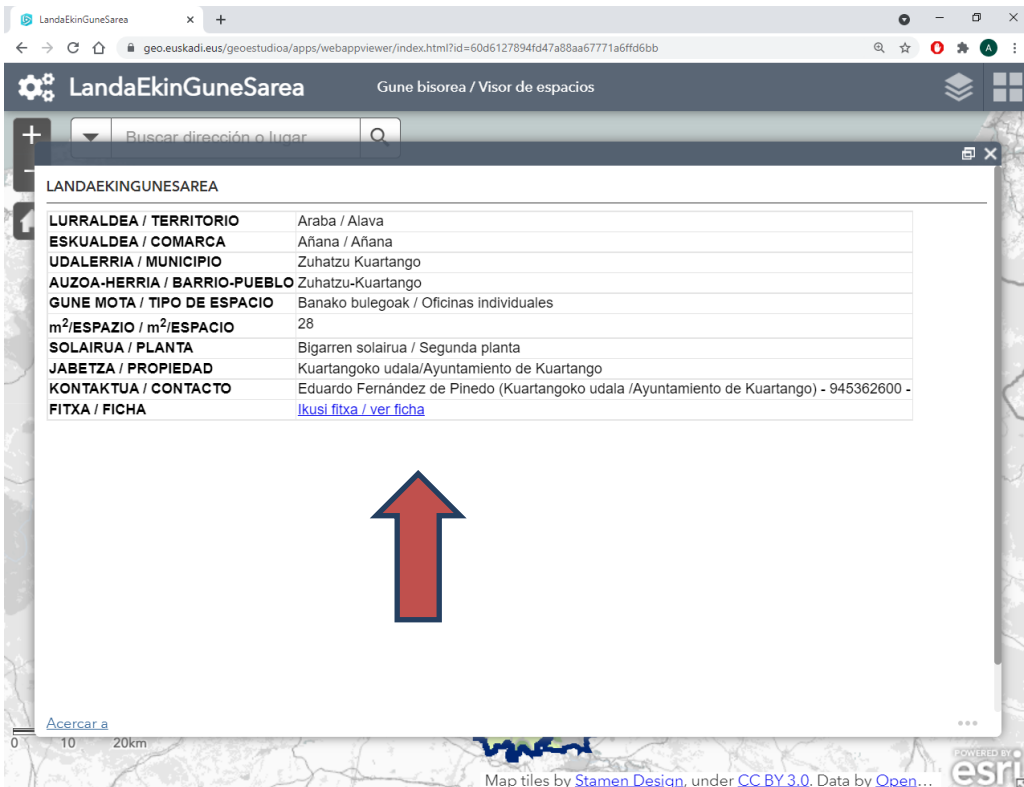 LandaEkinGuneSarea
geo.euskadi.eus/geoestudioa/apps/webappviewer/index.html?id=60d6127894fd47a88aa67771a6ffd6bb
A
LandaEkinGuneSarea Gune bisorea / Visor de espacios
Buscar dirección o lugar
LANDAEKINGUNESAREA
LURRALDEA / TERRITORIO Araba / Alava
ESKUALDEA / COMARCA Añana / Añana
UDALERRIA / MUNICIPIO Zuhatzu Kuartango
AUZOA-HERRIA / BARRIO-PUEBLO Zuhatzu-Kuartango
GUNE MOTA / TIPO DE ESPACIO Banako bulegoak / Oficinas individuales
m²/ESPAZIO / m²/ESPACIO 28
SOLAIRUA / PLANTA Bigarren solairua / Segunda planta
JABETZA / PROPIEDAD Kuartangoko udala/Ayuntamiento de Kuartango
KONTAKTUA / CONTACTO Eduardo Fernández de Pinedo (Kuartangoko udala /Ayuntamiento de Kuartango) - 945362600 -
FITXA / FICHA Ikusi fitxa / ver ficha
Acercar a
0 10 20km
POWERED BY
esri
Map tiles by Stamen Design, under CC BY 3.0. Data by Open...